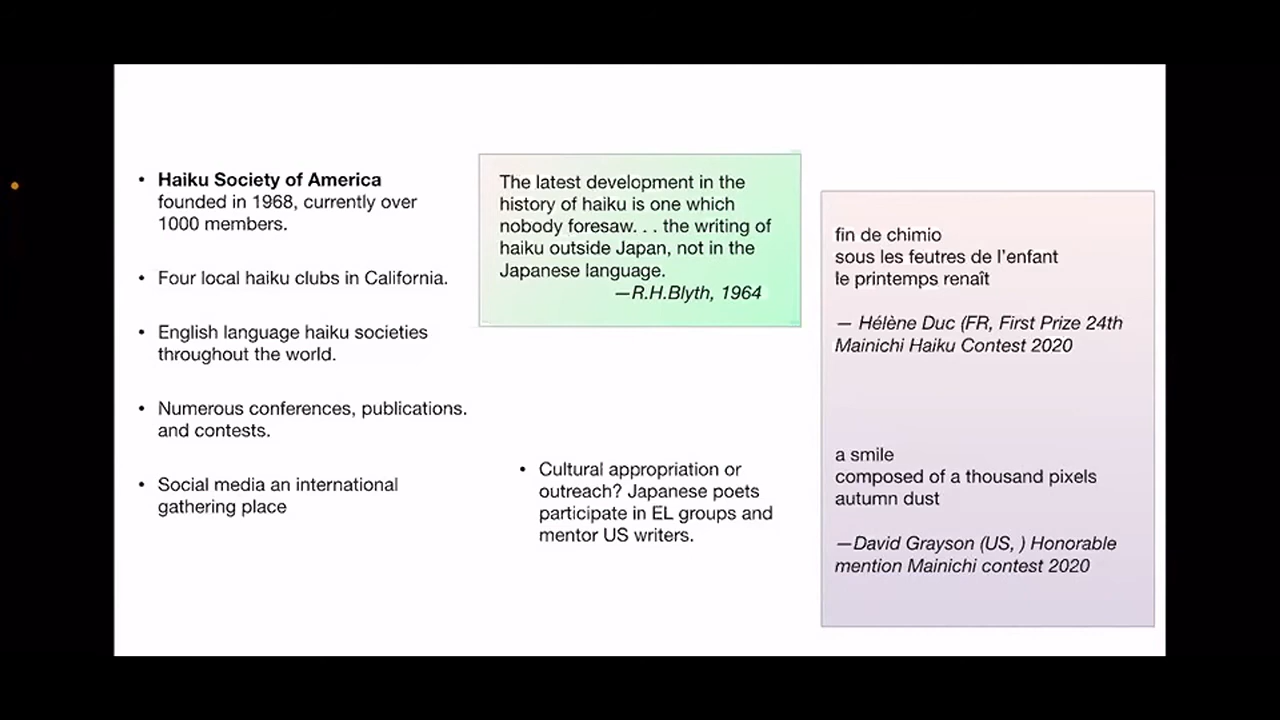 • Haiku Society of America
founded in 1968, currently over
1000 members.
• Four local haiku clubs in California.
• English language haiku societies
throughout the world.
• Numerous conferences, publications.
and contests.
• Social media an international
gathering place
The latest development in the
history of haiku is one which
nobody foresaw. . . the writing of
haiku outside Japan, not in the
Japanese language.
—R.H.Blyth, 1964
• Cultural appropriation or
outreach? Japanese poets
participate in EL groups and
mentor US writers.
fin de chimio
sous les feutres de l'enfant
le printemps renaît
— Hélène Duc (FR, First Prize 24th
Mainichi Haiku Contest 2020
a smile
composed of a thousand pixels
autumn dust
—David Grayson (US, ) Honorable
mention Mainichi contest 2020